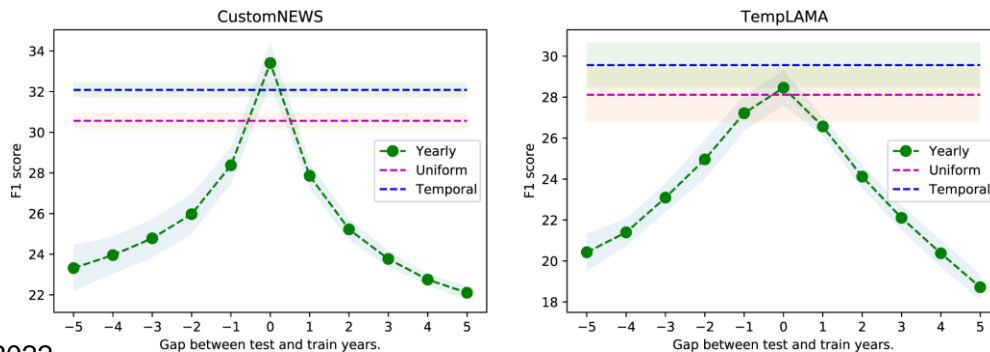 CustomNEWS
F1 score
34
32
30
28
26
24
22
Yearly
Uniform
Temporal
−5 −4 −3 −2 −1 0 1 2 3 4 5
Gap between test and train years.
TempLAMA
F1 score
30
28
26
24
22
20
18
Yearly
Uniform
Temporal
−5 −4 −3 −2 −1 0 1 2 3 4 5
Gap between test and train years.